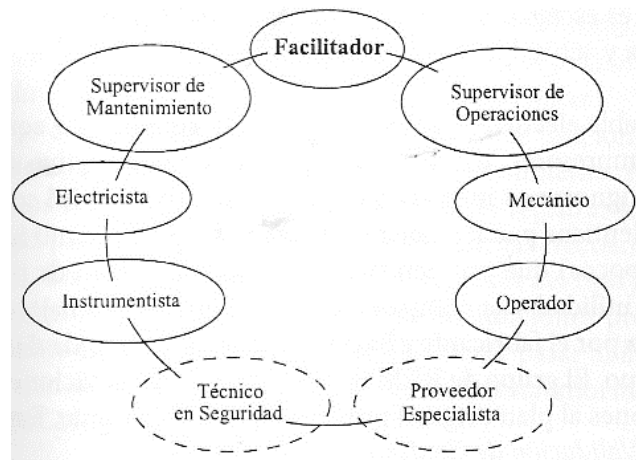 Facilitador
Supervisor de
Mantenimiento
Supervisor de
Operaciones
Electricista
Mecánico
Instrumentista
Operador
Técnico
en Seguridad
Proveedor
Especialista